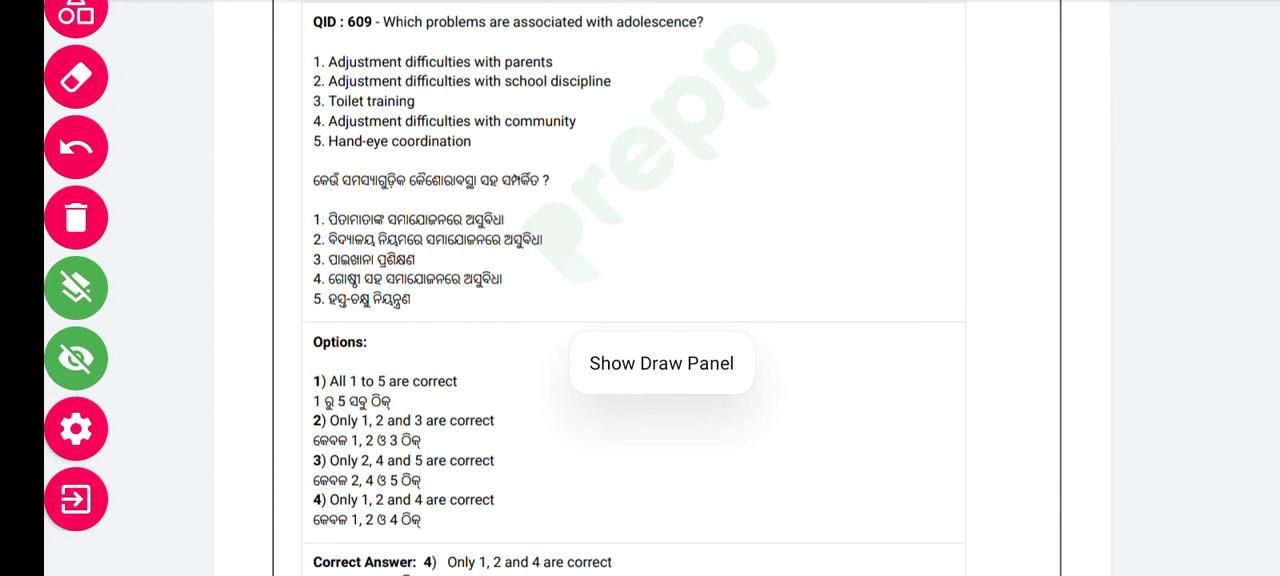 QID : 609 - Which problems are associated with adolescence?
1. Adjustment difficulties with parents
2. Adjustment difficulties with school discipline
3. Toilet training
4. Adjustment difficulties with community
5. Hand-eye coordination
କେଉଁ ସମସ୍ୟାଗୁଡ଼ିକ କୈଶୋରାବସ୍ଥା ସହ ସମ୍ପର୍କିତ ?
1. ପିତାମାତାଙ୍କ ସମାଯୋଜନରେ ଅସୁବିଧା
2. ବିଦ୍ୟାଳୟ ନିୟମରେ ସମାଯୋଜନରେ ଅସୁବିଧା
3. ପାଇଖାନା ପ୍ରଶିକ୍ଷଣ
4. ଗୋଷ୍ଠୀ ସହ ସମାଯୋଜନରେ ଅସୁବିଧା
5. ହସ୍ତ-ଚକ୍ଷୁ ନିୟନ୍ତ୍ରଣ
prepp
Options:
Show Draw Panel
1) All 1 to 5 are correct
1 ରୁ 5 ସବୁ ଠିକ୍
2) Only 1, 2 and 3 are correct
କେବଳ 1, 2 ଓ 3 ଠିକ୍
3) Only 2, 4 and 5 are correct
କେବଳ 2, 4 ଓ 5 ଠିକ୍
4) Only 1, 2 and 4 are correct
କେବଳ 1, 2 ଓ 4 ଠିକ୍
Correct Answer: 4) Only 1, 2 and 4 are correct